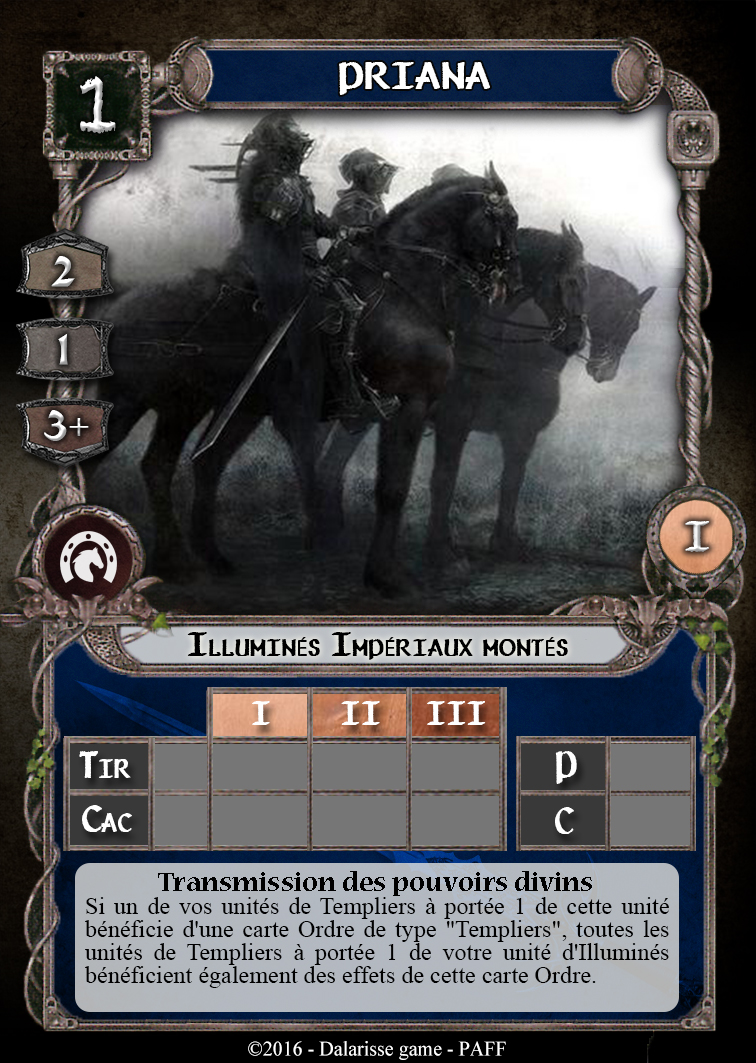 DRIANA
1
2
1
3+
I
Illuminés Impériaux montés
I II III
Tir
D
Cac
C
Transmission des pouvoirs divins
Si un de vos unités de Templiers à portée 1 de cette unité
bénéficie d'une carte Ordre de type "Templiers", toutes les
unités de Templiers à portée 1 de votre unité d'Illuminés
bénéficient également des effets de cette carte Ordre.
©2016 - Dalarisse game - PAFF